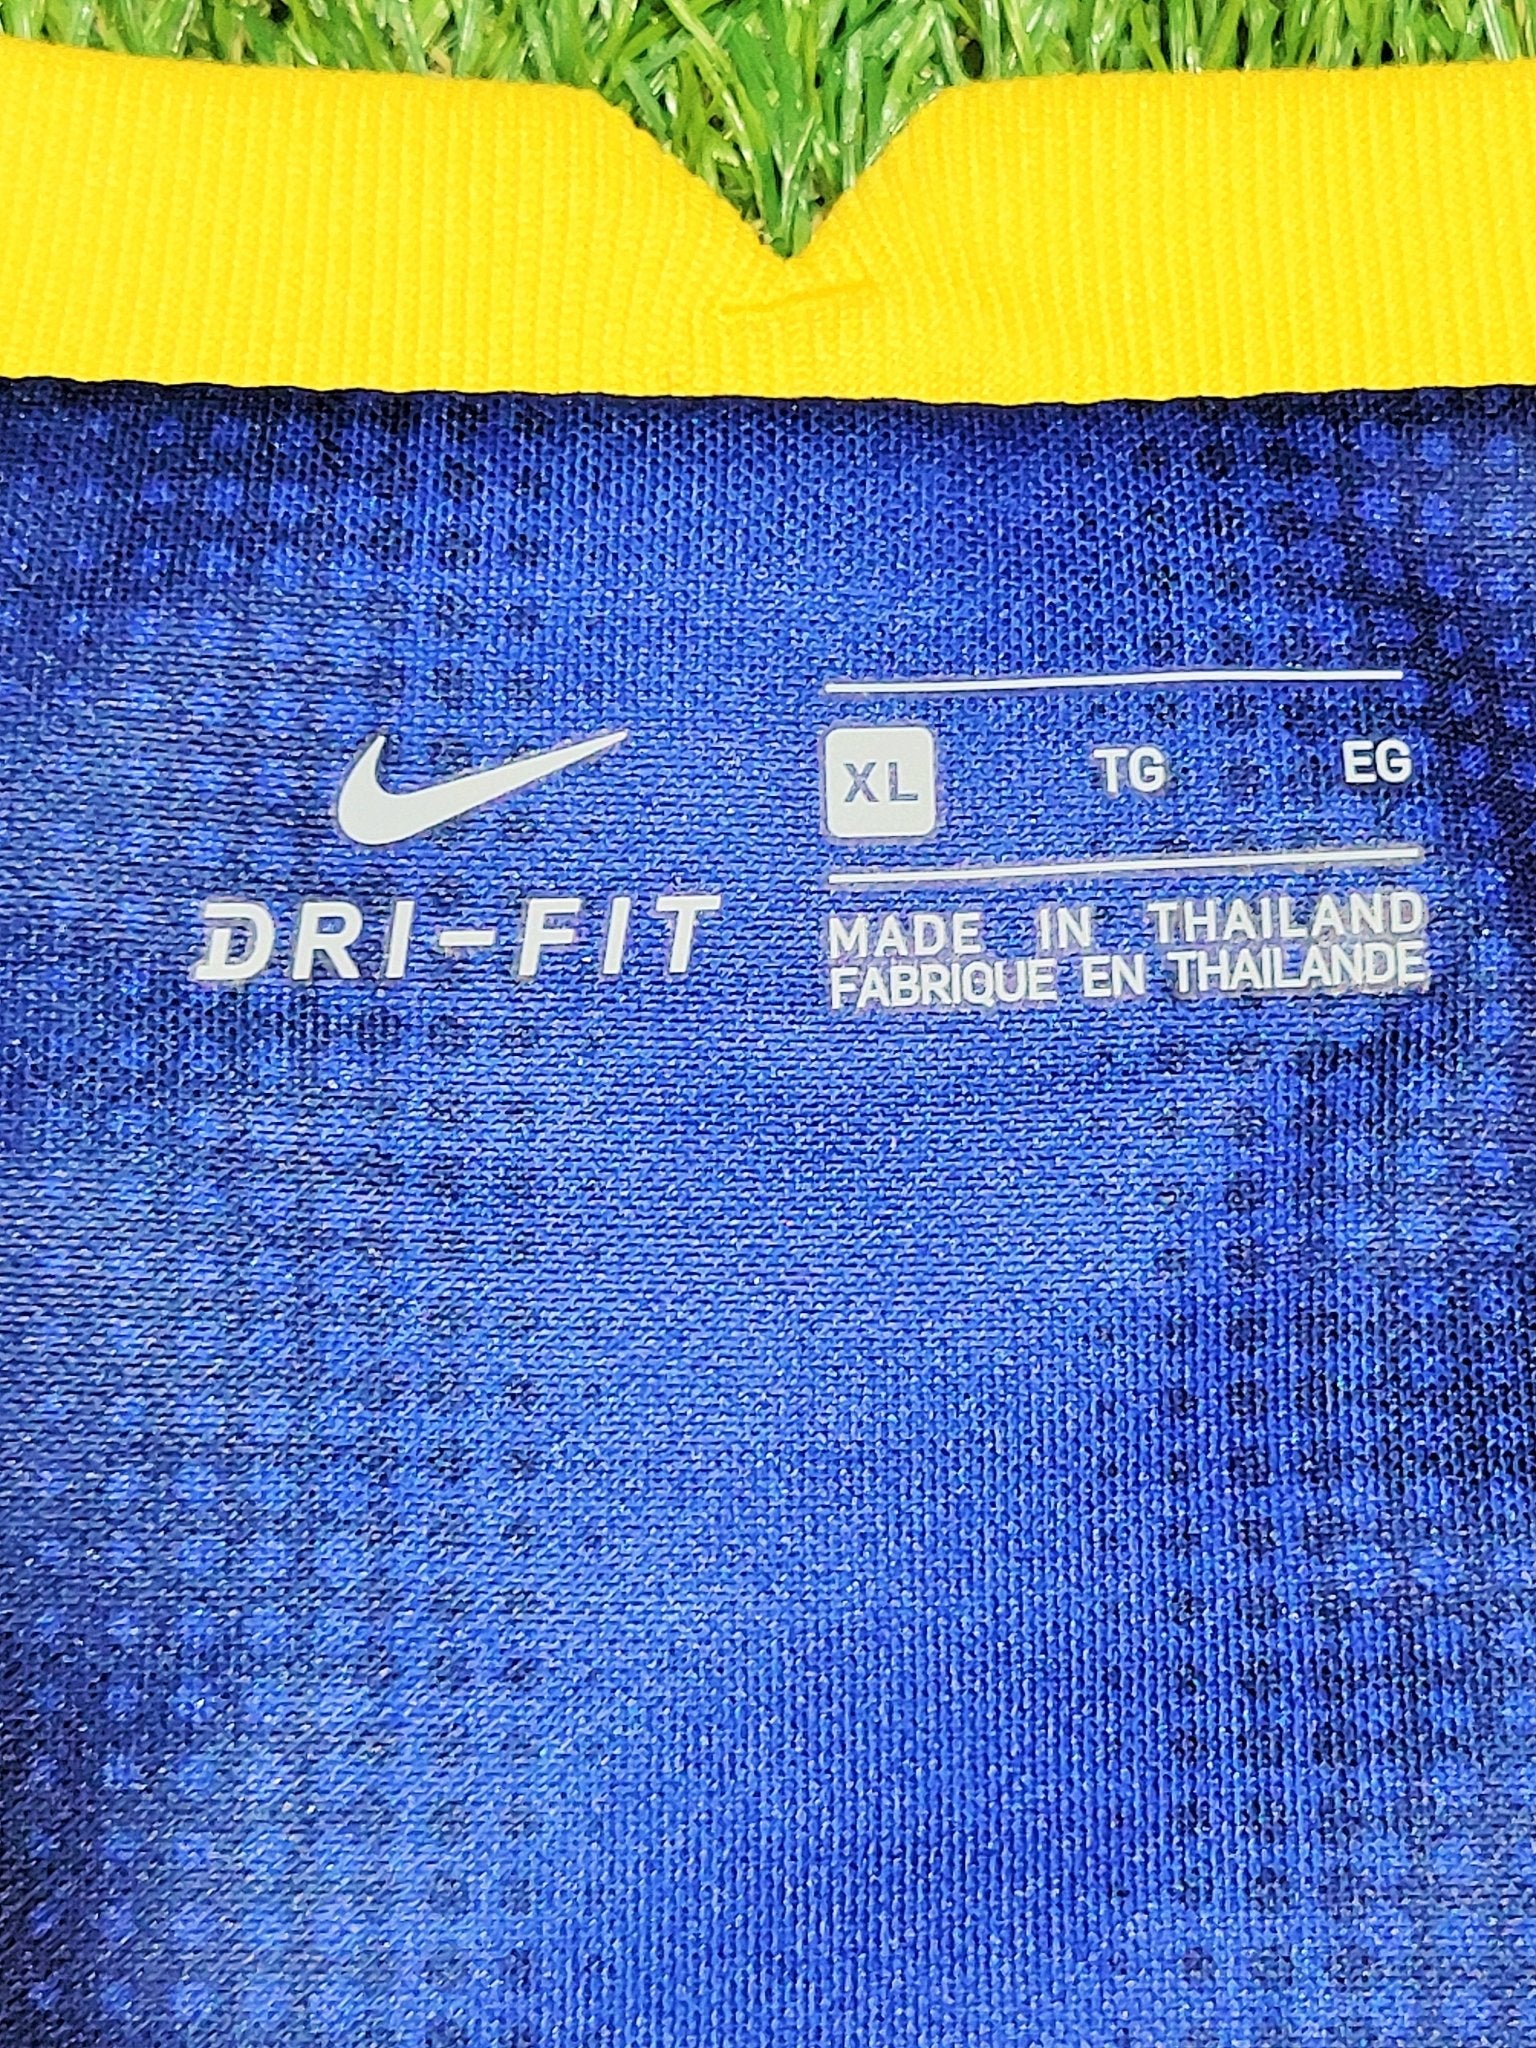 DRI-FIT
XL TG EG
MADE IN THAILAND
FABRIQUE EN THAILANDE